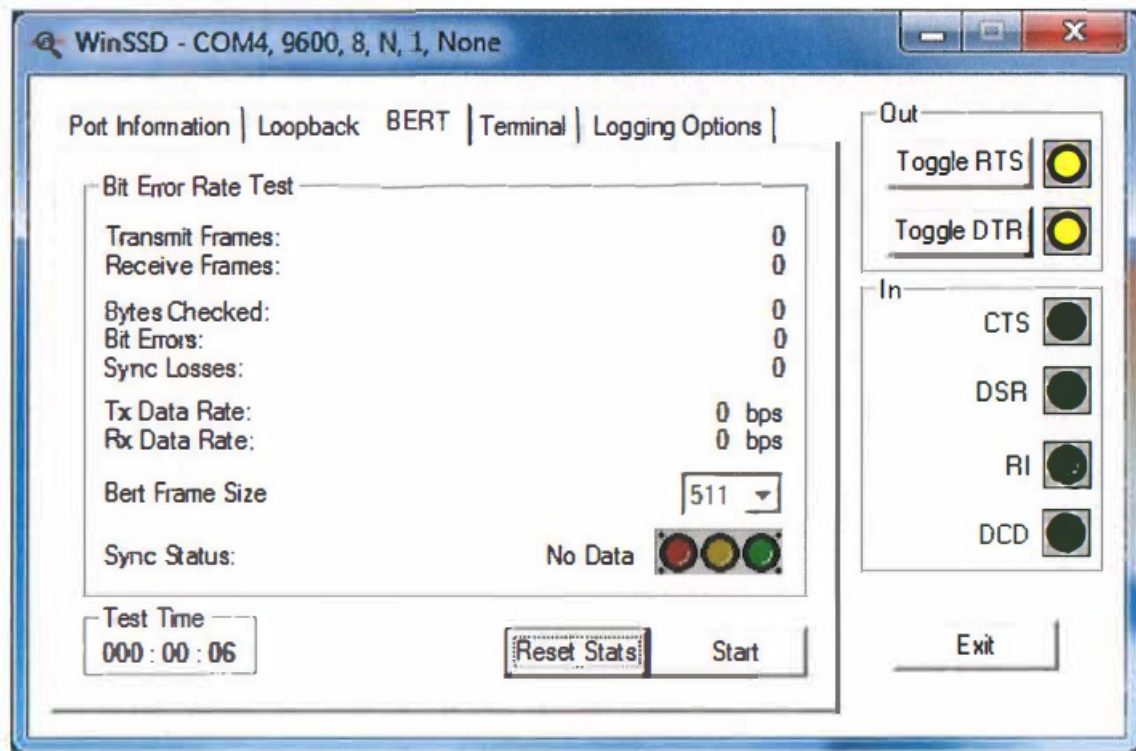 WinSSD - COM4, 9600, 8, N, 1, None
Port Information | Loopback BERT | Terminal | Logging Options
Bit Error Rate Test
Transmit Frames: 0
Receive Frames: 0
Bytes Checked: 0
Bit Errors: 0
Sync Losses: 0
Tx Data Rate: 0 bps
Rx Data Rate: 0 bps
Bert Frame Size 511
Sync Status: No Data
Test Time
000 : 00 : 06
Reset Stats Start
Out
Toggle RTS
Toggle DTR
In
CTS
DSR
RI
DCD
Exit